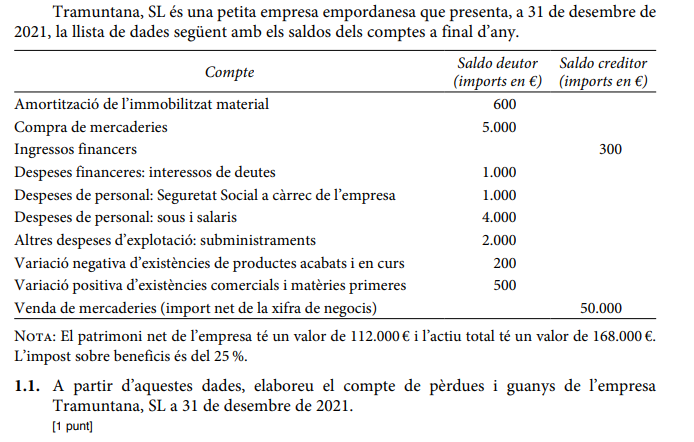 Tramuntana, SL és una petita empresa empordanesa que presenta, a 31 de desembre de
2021, la llista de dades següent amb els saldos dels comptes a final d’any.
Compte Saldo deutor (imports en €) Saldo creditor (imports en €)
Amortització de l’immobilitzat material 600
Compra de mercaderies 5.000
Ingressos financers 300
Despeses financeres: interessos de deutes 1.000
Despeses de personal: Seguretat Social a càrrec de l’empresa 1.000
Despeses de personal: sous i salaris 4.000
Altres despeses d’explotació: subministraments 2.000
Variació negativa d’existències de productes acabats i en curs 200
Variació positiva d’existències comercials i matèries primeres 500
Venda de mercaderies (import net de la xifra de negocis) 50.000
NOTA: El patrimoni net de l’empresa té un valor de 112.000 € i l’actiu total té un valor de 168.000 €.
L’impost sobre beneficis és del 25 %.
1.1. A partir d’aquestes dades, elaboreu el compte de pèrdues i guanys de l’empresa
Tramuntana, SL a 31 de desembre de 2021.
[1 punt]